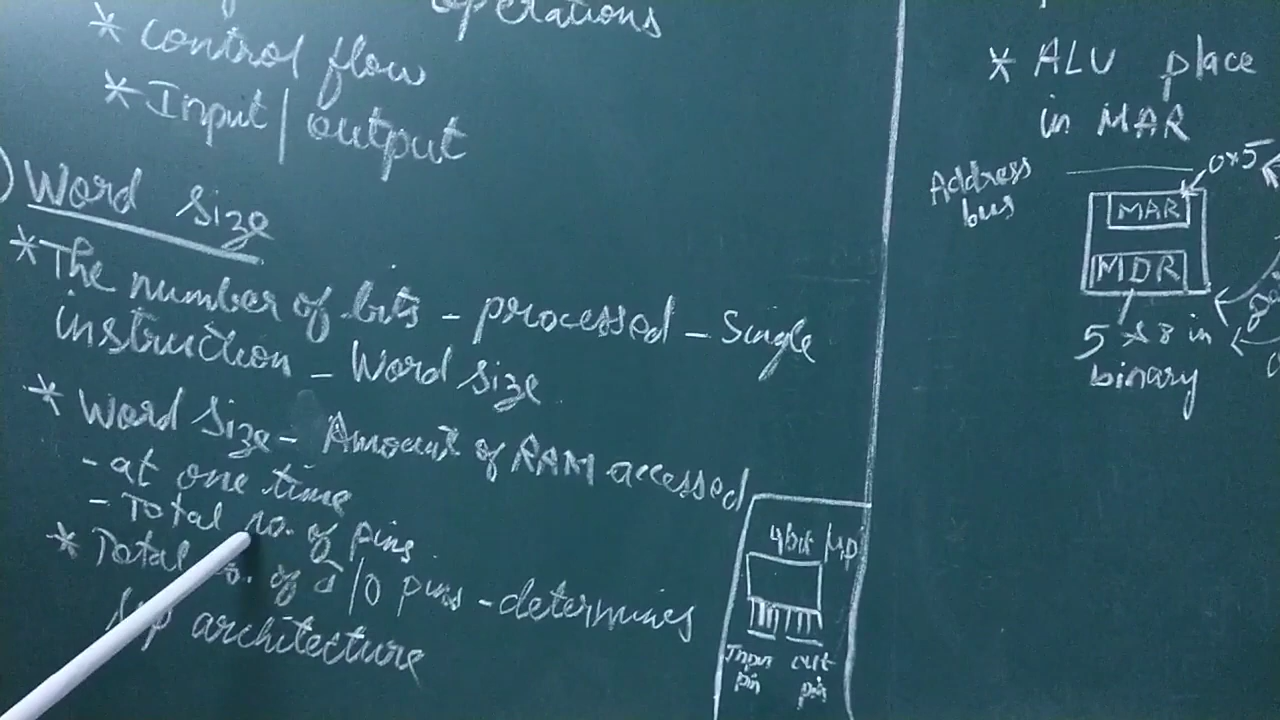 operations
* control flow
* Input/output
) Word size
* The number of bits - processed - Single
instruction - Word size
* Word size - Amount of RAM accessed
- at one time
- Total no. of pins
* Total no. of i/o pins - determines
μp architecture
4bit μp
Input pin
out pin
* ALU place
in MAR
Address
bus
0x5
MAR
MDR
5 & 8 in
binary